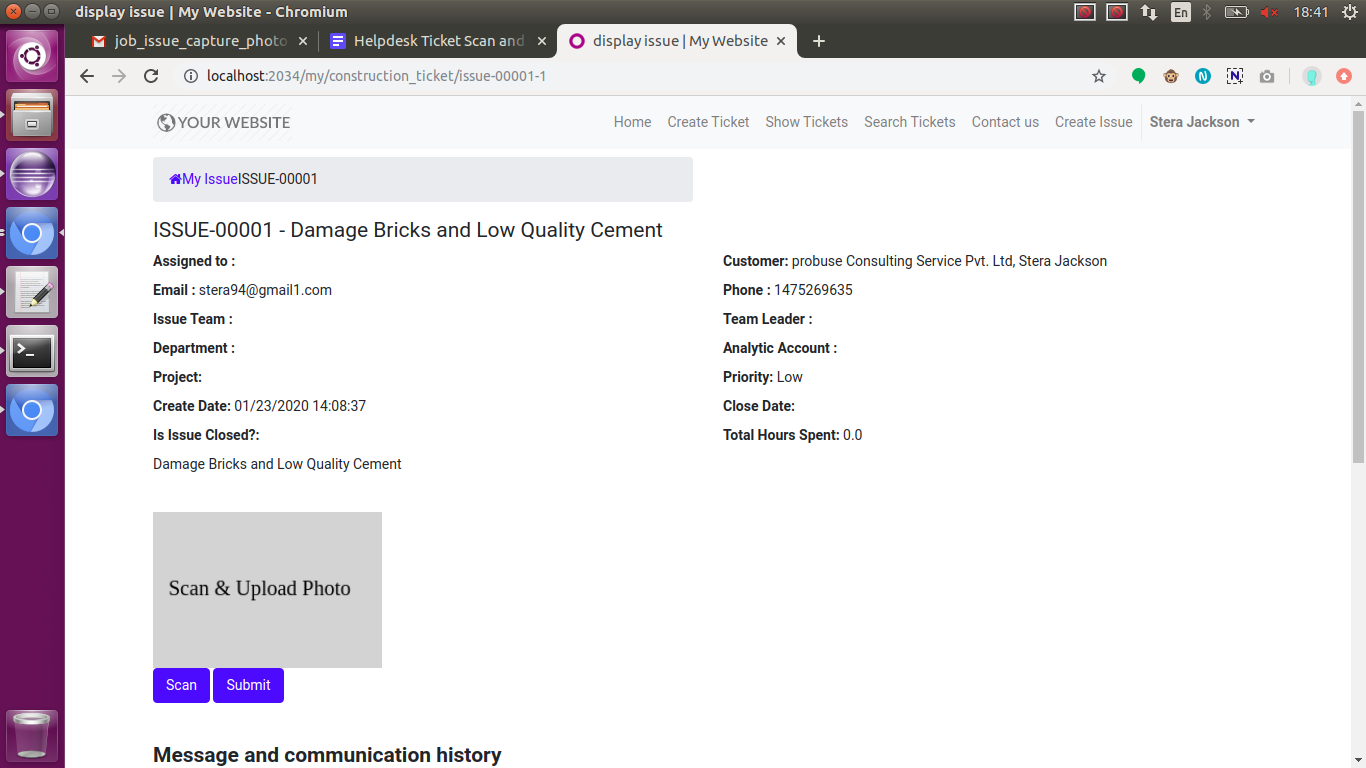 display issue | My Website - Chromium
En
18:41
job_issue_capture_photo
Helpdesk Ticket Scan and
display issue | My Website
localhost:2034/my/construction_ticket/issue-00001-1
YOUR WEBSITE
Home
Create Ticket
Show Tickets
Search Tickets
Contact us
Create Issue
Stera Jackson
My IssueISSUE-00001
ISSUE-00001 - Damage Bricks and Low Quality Cement
Assigned to :
Customer: probuse Consulting Service Pvt. Ltd, Stera Jackson
Email : stera94@gmail1.com
Phone : 1475269635
Issue Team :
Team Leader :
Department :
Analytic Account :
Project:
Priority: Low
Create Date: 01/23/2020 14:08:37
Close Date:
Is Issue Closed?:
Total Hours Spent: 0.0
Damage Bricks and Low Quality Cement
Scan & Upload Photo
Scan
Submit
Message and communication history